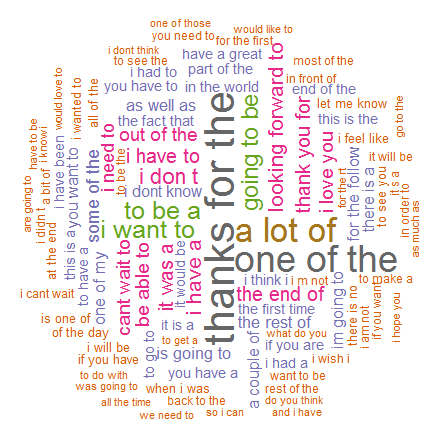 one of those
would like to
you need to
for the first
i dont think
have a great
most of the
to see the
part of the
i had to
in front of
you have to
in the world
end of the
as well as
let me know
the fact that
this is the
out of the
i feel like
i have to
it will be
i don t
i dont know
to be a
i want to
a lot of
one of the
thanks for the
going to be
looking forward to
thank you for
i love you
for the follow
for the rt
there is a
to see you
it s a
in order to
as much as
go to the
i need to
some of the
to be the
all of the
i wanted to
would love to
you want to
i have been
i know i
a bit of
have to be
i didn t
are going to
at the end
this is a
to have a
one of my
cant wait to
be able to
it was a
it would be
i have a
i cant wait
is one of
of the day
i will be
if you have
to do with
was going to
all the time
it is a
to get a
to go to
is going to
you have a
when i was
back to the
we need to
so i can
i think i
i m not
the end of
the first time
the rest of
what do you
if you are
a couple of
i had a
i wish i
want to be
rest of the
do you think
and i have
im going to
there is no
i am not
if you want
i hope you
to make a